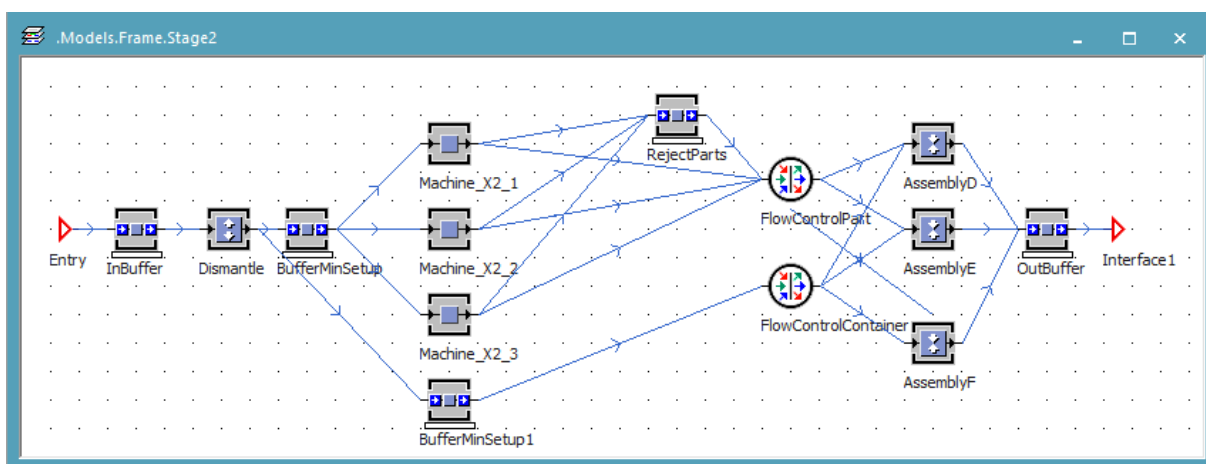 .Models.Frame.Stage2
RejectParts
Machine_X2_1
AssemblyD
FlowControlPart
Entry
InBuffer
Dismantle
BufferMinSetup
Machine_X2_2
AssemblyE
OutBuffer
Interface1
FlowControlContainer
Machine_X2_3
AssemblyF
BufferMinSetup1